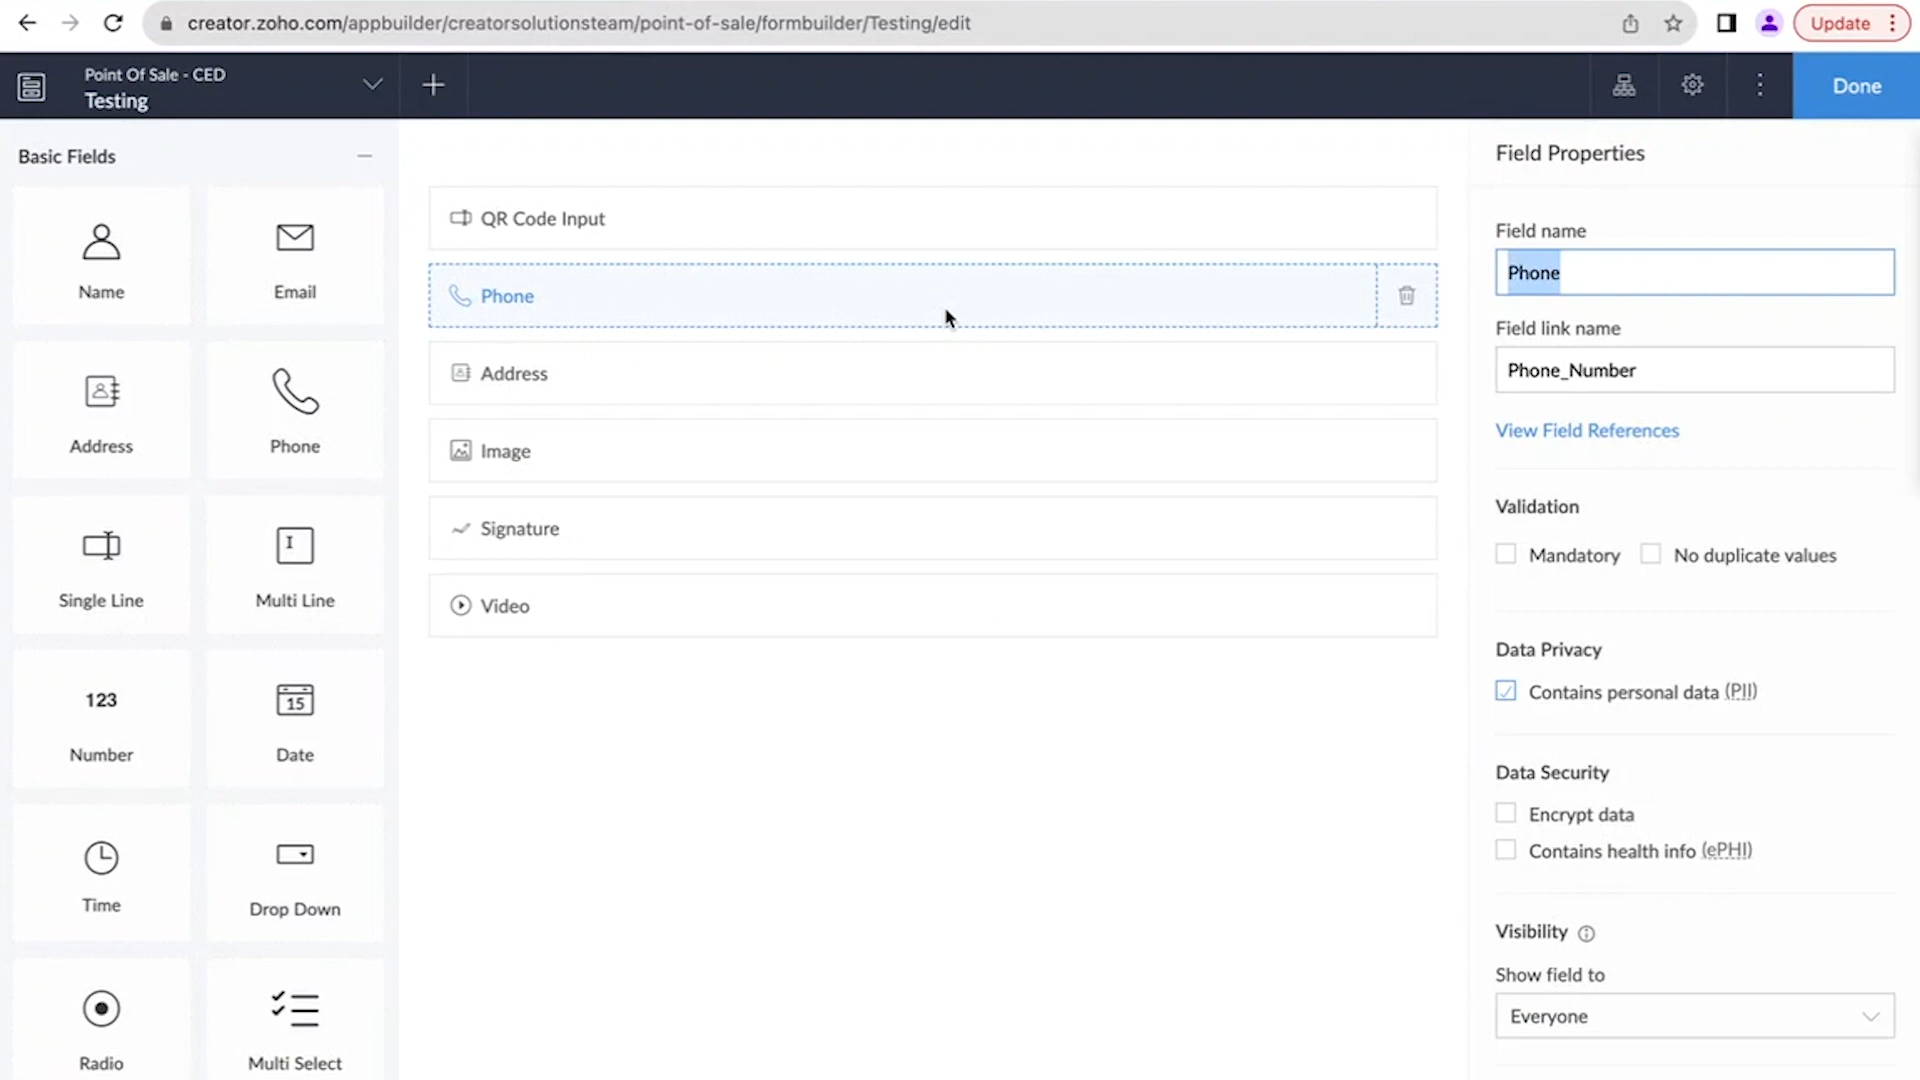 creator.zoho.com/appbuilder/creatorsolutionsteam/point-of-sale/formbuilder/Testing/edit
Update
Point Of Sale - CED
Testing
Done
Basic Fields
Name
Email
Address
Phone
Single Line
Multi Line
123
15
Number
Date
Time
Drop Down
Radio
Multi Select
QR Code Input
Phone
Address
Image
Signature
Video
Field Properties
Field name
Phone
Field link name
Phone_Number
View Field References
Validation
Mandatory
No duplicate values
Data Privacy
Contains personal data (PII)
Data Security
Encrypt data
Contains health info (ePHI)
Visibility
Show field to
Everyone